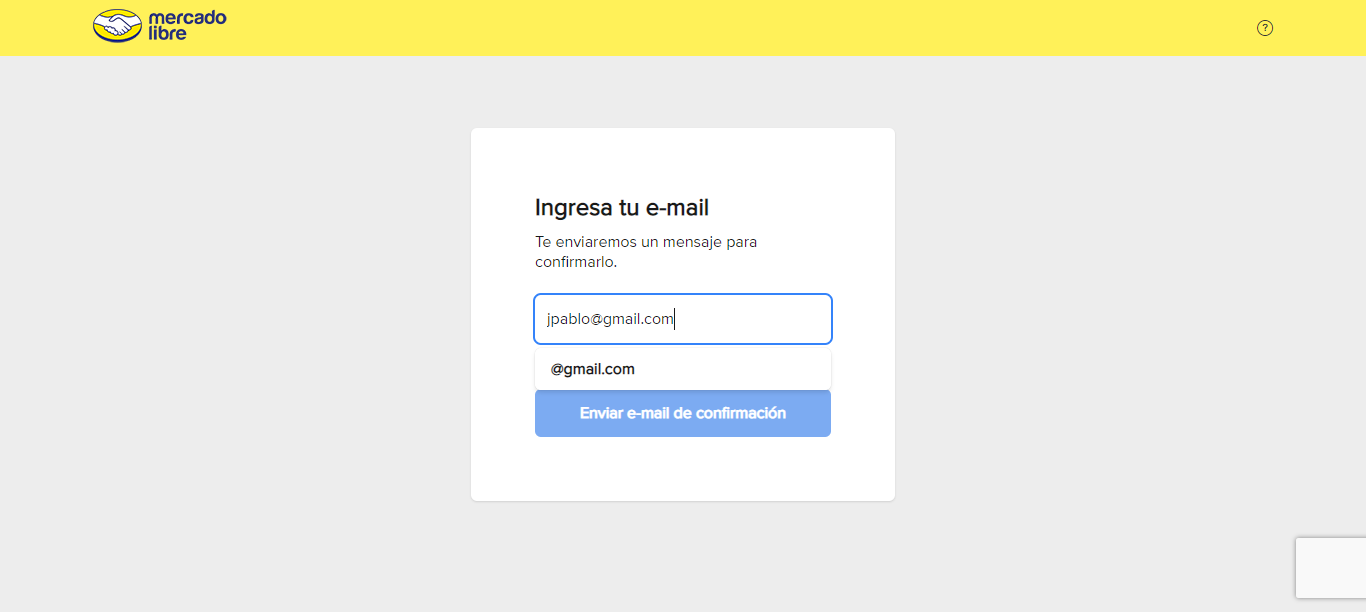 mercado
libre
?
Ingresa tu e-mail
Te enviaremos un mensaje para
confirmarlo.
jpablo@gmail.com
@gmail.com
Enviar e-mail de confirmación